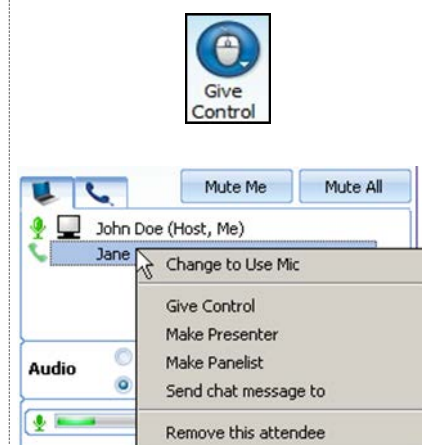 Give
Control
Mute Me Mute All
John Doe (Host, Me)
Jane
Change to Use Mic
Give Control
Make Presenter
Make Panelist
Send chat message to
Audio
Remove this attendee